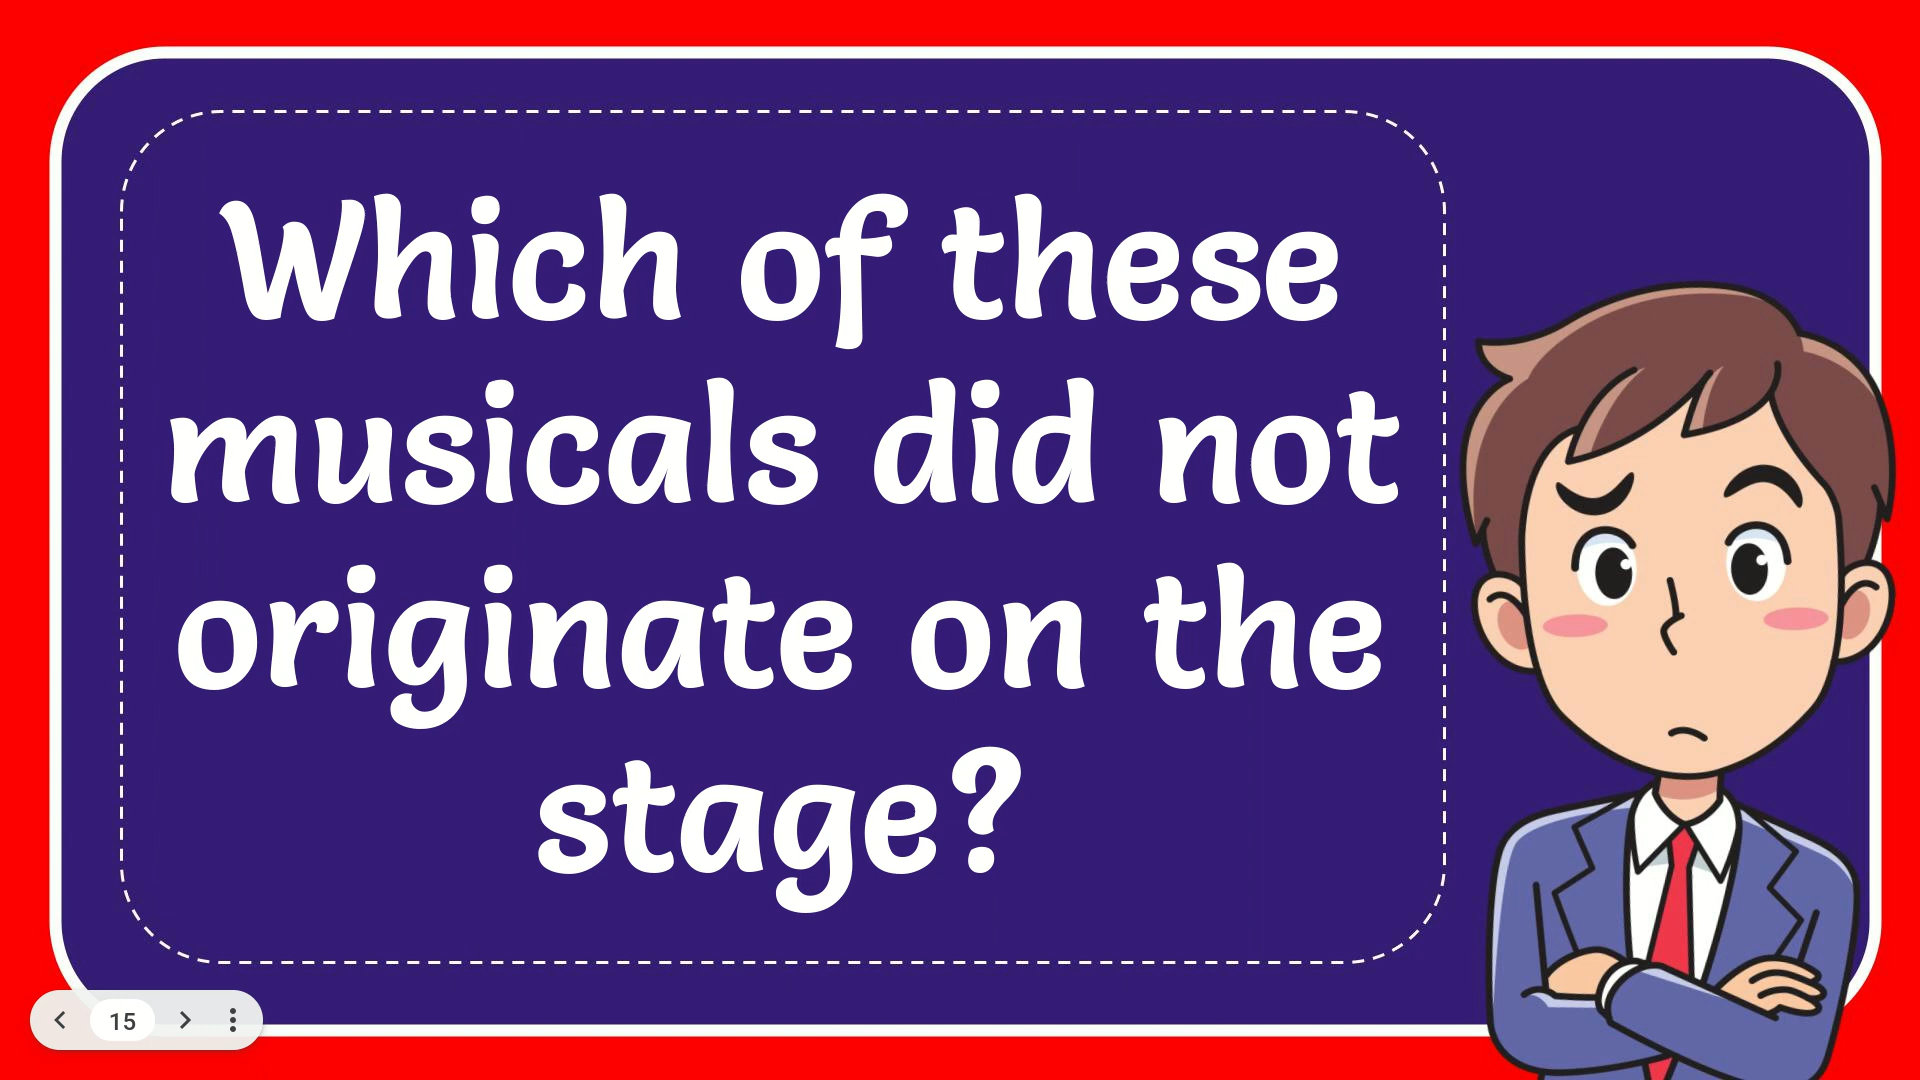 Which of these
musicals did not
originate on the
stage?
15